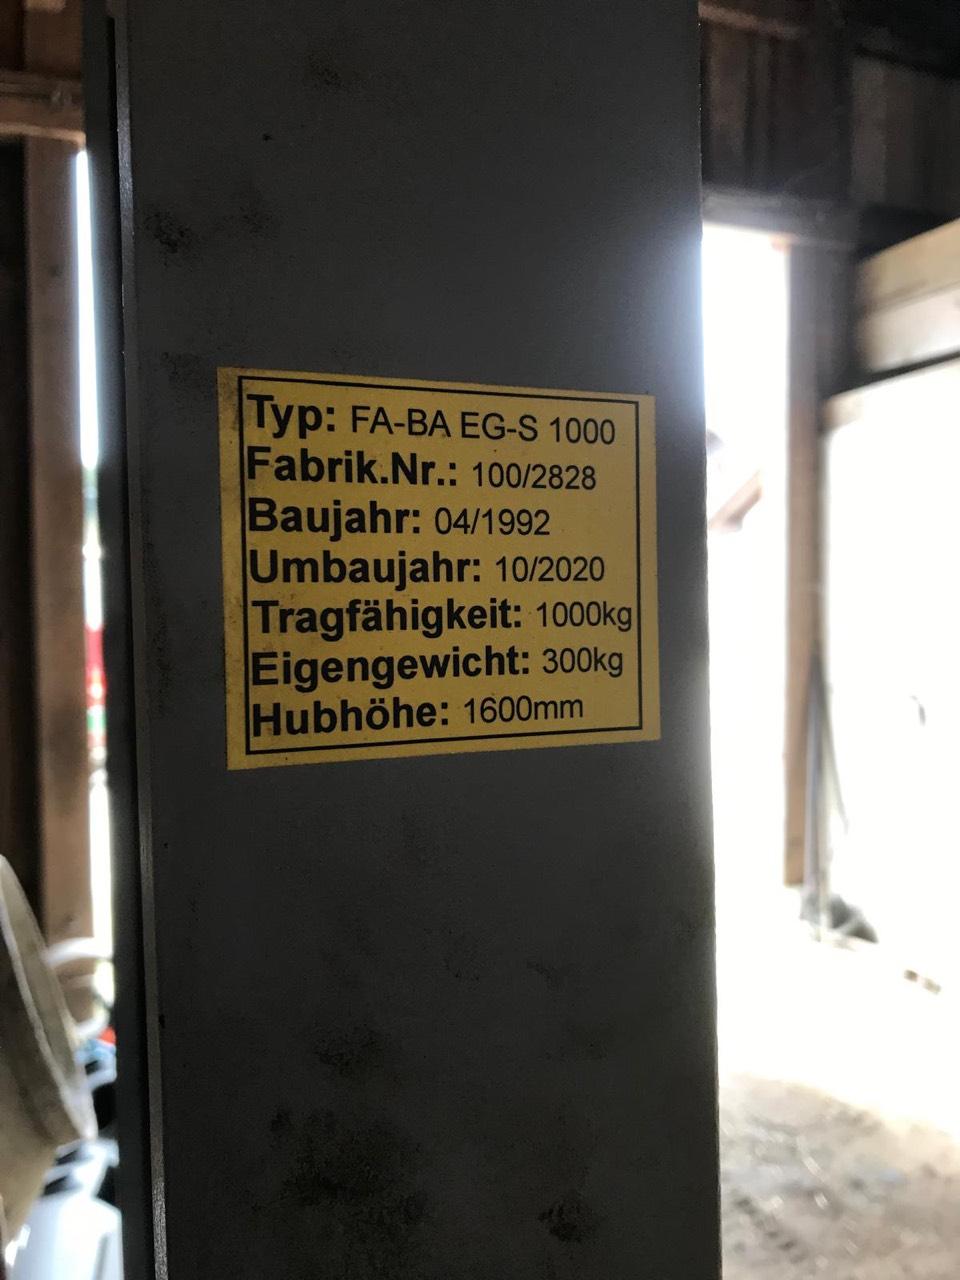 Typ: FA-BA EG-S 1000
Fabrik.Nr.: 100/2828
Baujahr: 04/1992
Umbaujahr: 10/2020
Tragfähigkeit: 1000kg
Eigengewicht: 300kg
Hubhöhe: 1600mm